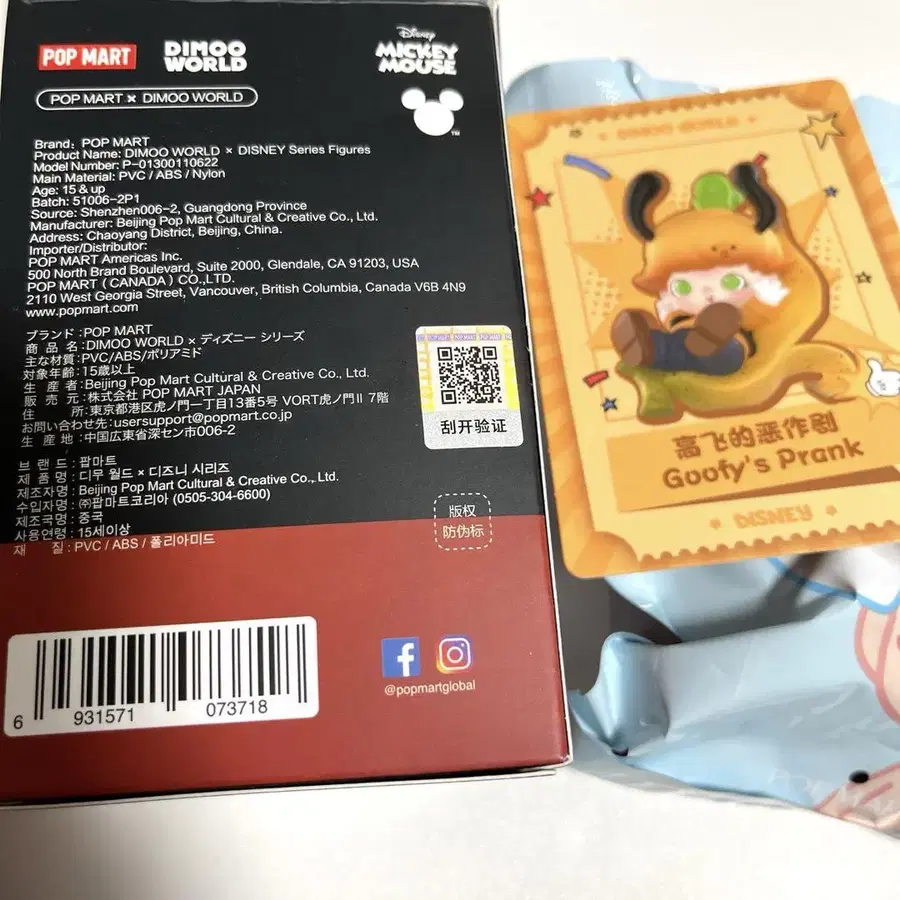 POP MART
DIMOO
WORLD
Disney
MICKEY
MOUSE
POP MART × DIMOO WORLD
TM
Brand: POP MART
Product Name: DIMOO WORLD × DISNEY Series Figures
Model Number: P-01300110622
Main Material: PVC / ABS / Nylon
Age: 15 & up
Batch: 51006-2P1
Source: Shenzhen006-2, Guangdong Province
Manufacturer: Beijing Pop Mart Cultural & Creative Co., Ltd.
Address: Chaoyang District, Beijing, China.
Importer/Distributor:
POP MART Americas Inc.
500 North Brand Boulevard, Suite 2000, Glendale, CA 91203, USA
POP MART (CANADA) CO.,LTD.
2110 West Georgia Street, Vancouver, British Columbia, Canada V6B 4N9
www.popmart.com
ブランド:POP MART
商品名:DIMOO WORLD × ディズニー シリーズ
主な材質:PVC/ABS/ポリアミド
対象年齢:15歳以上
生産者:Beijing Pop Mart Cultural & Creative Co., Ltd.
販売元:株式会社 POP MART JAPAN
住所:東京都港区虎ノ門一丁目13番5号 VORT虎ノ門II 7階
お問い合わせ先:usersupport@popmart.co.jp
生産地:中国広東省深セン市006-2
브랜드:팝마트
제품명:디무 월드 × 디즈니 시리즈
제조자명:Beijing Pop Mart Cultural & Creative Co., Ltd.
수입자명:㈜팝마트코리아 (0505-304-6600)
제조국명:중국
사용연령:15세이상
재질:PVC / ABS / 폴리아미드
刮开验证
版权
防伪标
6 931571 073718
@popmartglobal
DIMOO WORLD
高飞的恶作剧
Goofy's Prank
DISNEY